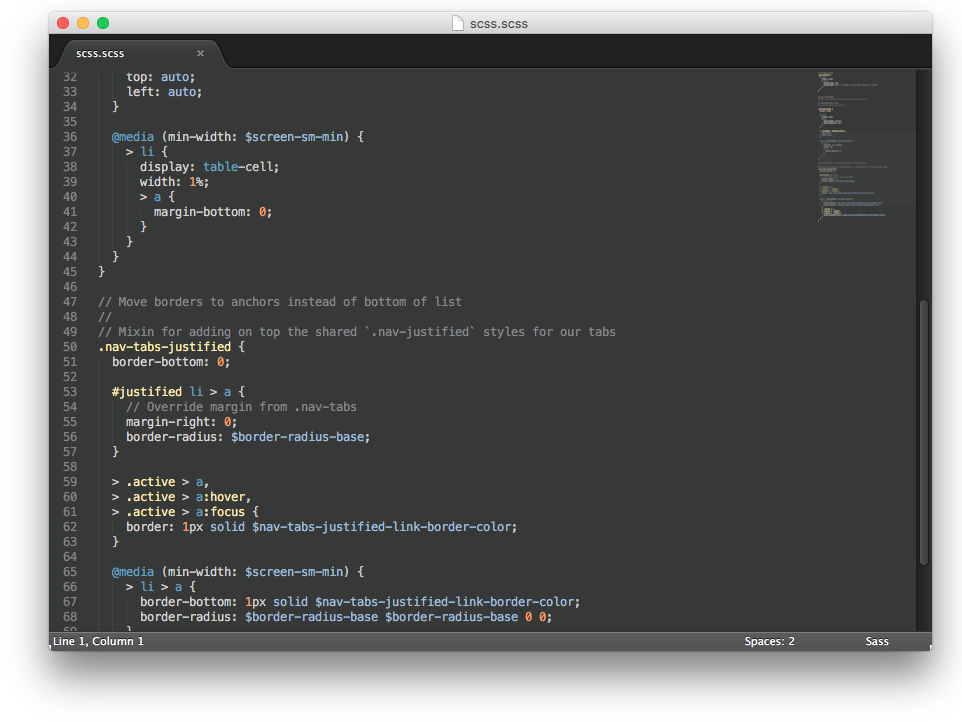 scss.scss
scss.scss ×
32 top: auto;
33 left: auto;
34 }
35
36 @media (min-width: $screen-sm-min) {
37 > li {
38 display: table-cell;
39 width: 1%;
40 > a {
41 margin-bottom: 0;
42 }
43 }
44 }
45 }
46
47 // Move borders to anchors instead of bottom of list
48 //
49 // Mixin for adding on top the shared `.nav-justified` styles for our tabs
50 .nav-tabs-justified {
51 border-bottom: 0;
52
53 #justified li > a {
54 // Override margin from .nav-tabs
55 margin-right: 0;
56 border-radius: $border-radius-base;
57 }
58
59 > .active > a,
60 > .active > a:hover,
61 > .active > a:focus {
62 border: 1px solid $nav-tabs-justified-link-border-color;
63 }
64
65 @media (min-width: $screen-sm-min) {
66 > li > a {
67 border-bottom: 1px solid $nav-tabs-justified-link-border-color;
68 border-radius: $border-radius-base $border-radius-base 0 0;
69 }
Line 1, Column 1 Spaces: 2 Sass